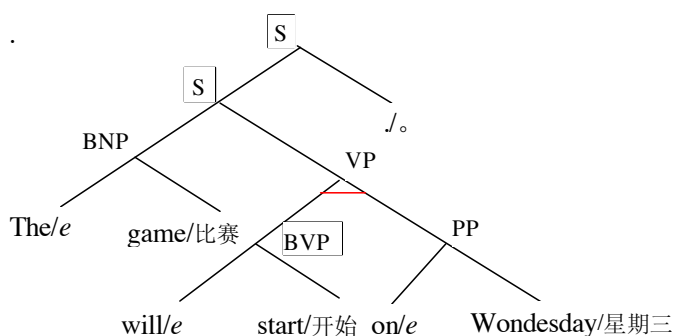 .
S
S
./。
BNP
VP
The/e
game/比赛
BVP
PP
will/e
start/开始
on/e
Wondesday/星期三